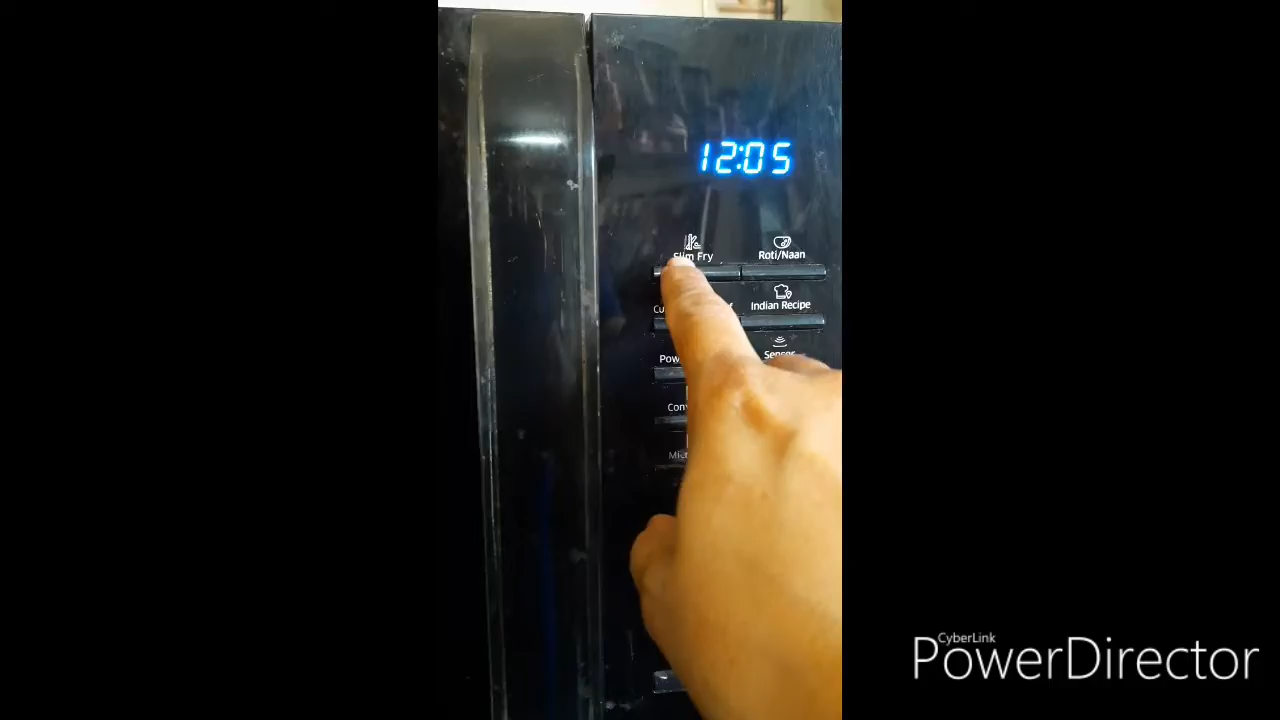 12:05
Slim Fry
Roti/Naan
Indian Recipe
Sensor
CyberLink
PowerDirector